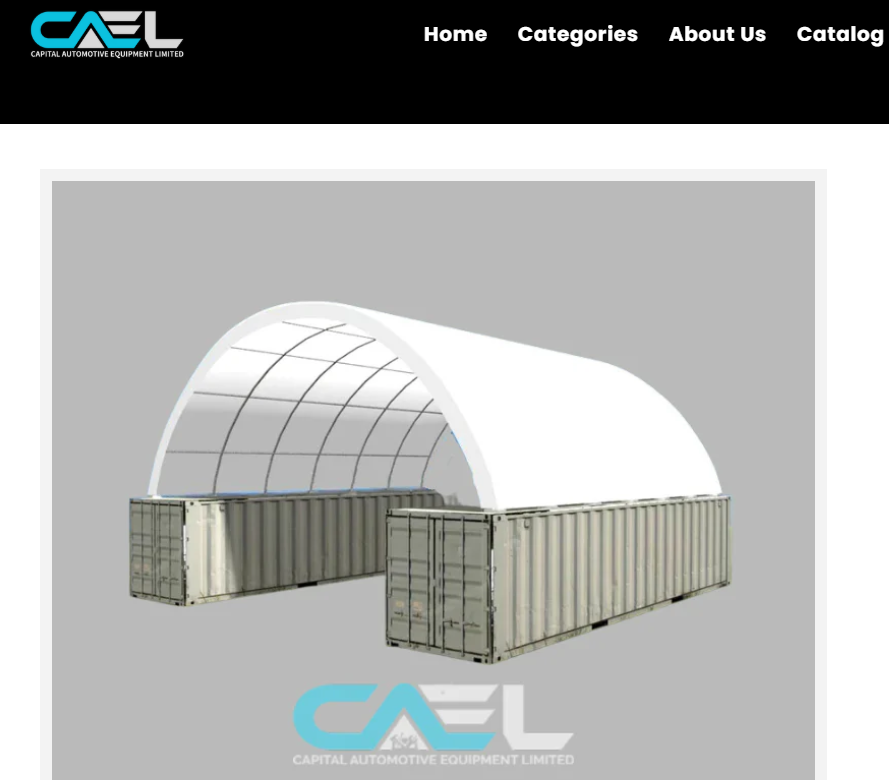 CAEL
CAPITAL AUTOMOTIVE EQUIPMENT LIMITED
Home Categories About Us Catalog
CAEL
CAPITAL AUTOMOTIVE EQUIPMENT LIMITED